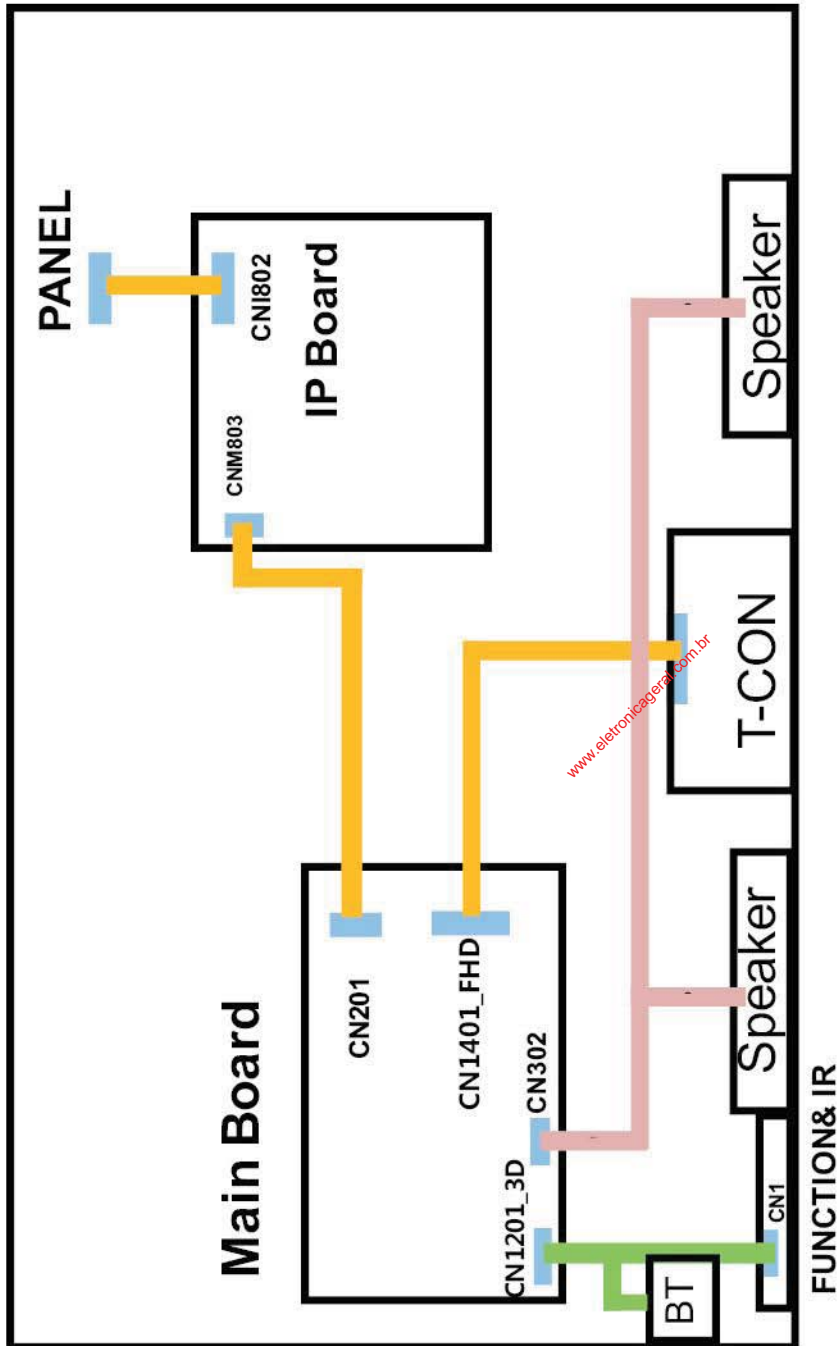 PANEL
CNI802
IP Board
CNM803
Main Board
CN201
CN1401_FHD
CN302
CN1201_3D
Speaker
T-CON
www.eletronicageral.com.br
Speaker
CN1
BT
FUNCTION& IR